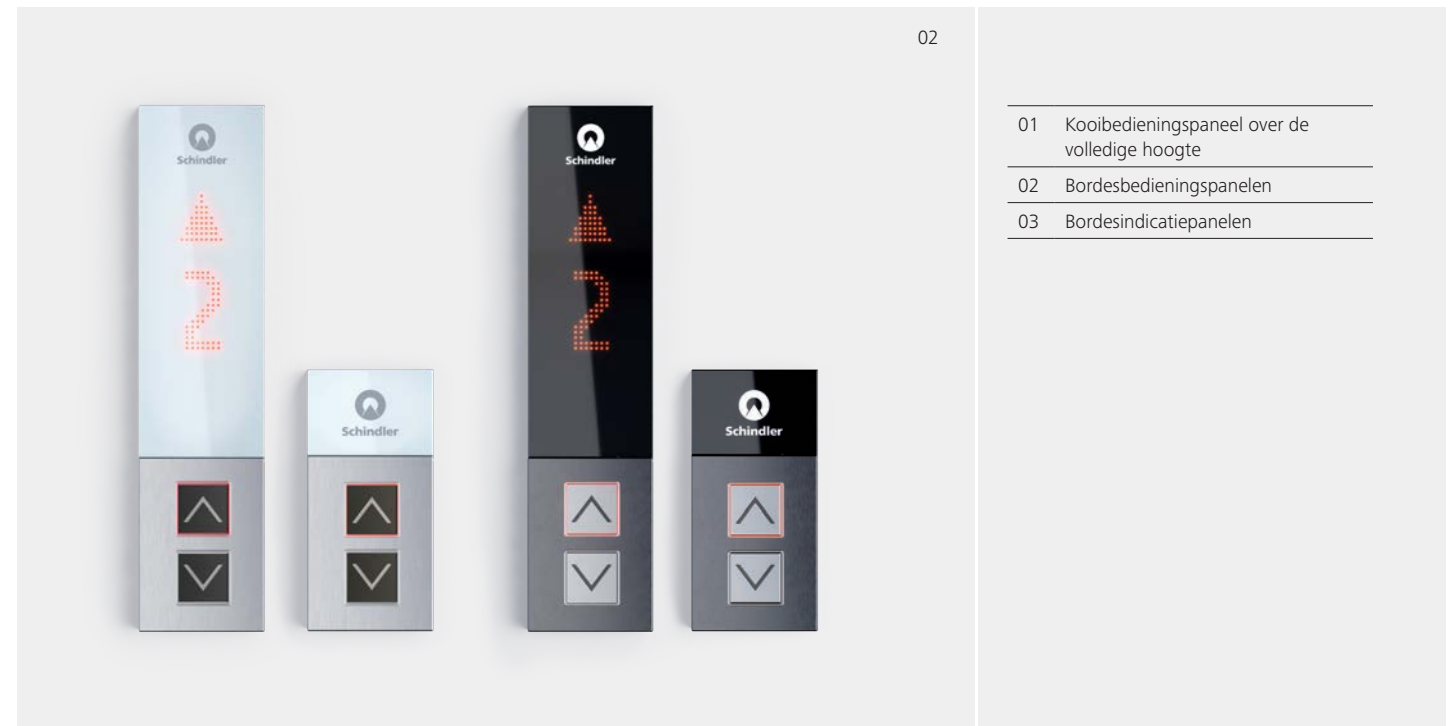 02
Schindler
2
Schindler
Schindler
2
Schindler
01 Kooibedieningspaneel over de
volledige hoogte
02 Bordesbedieningspanelen
03 Bordesindicatiepanelen